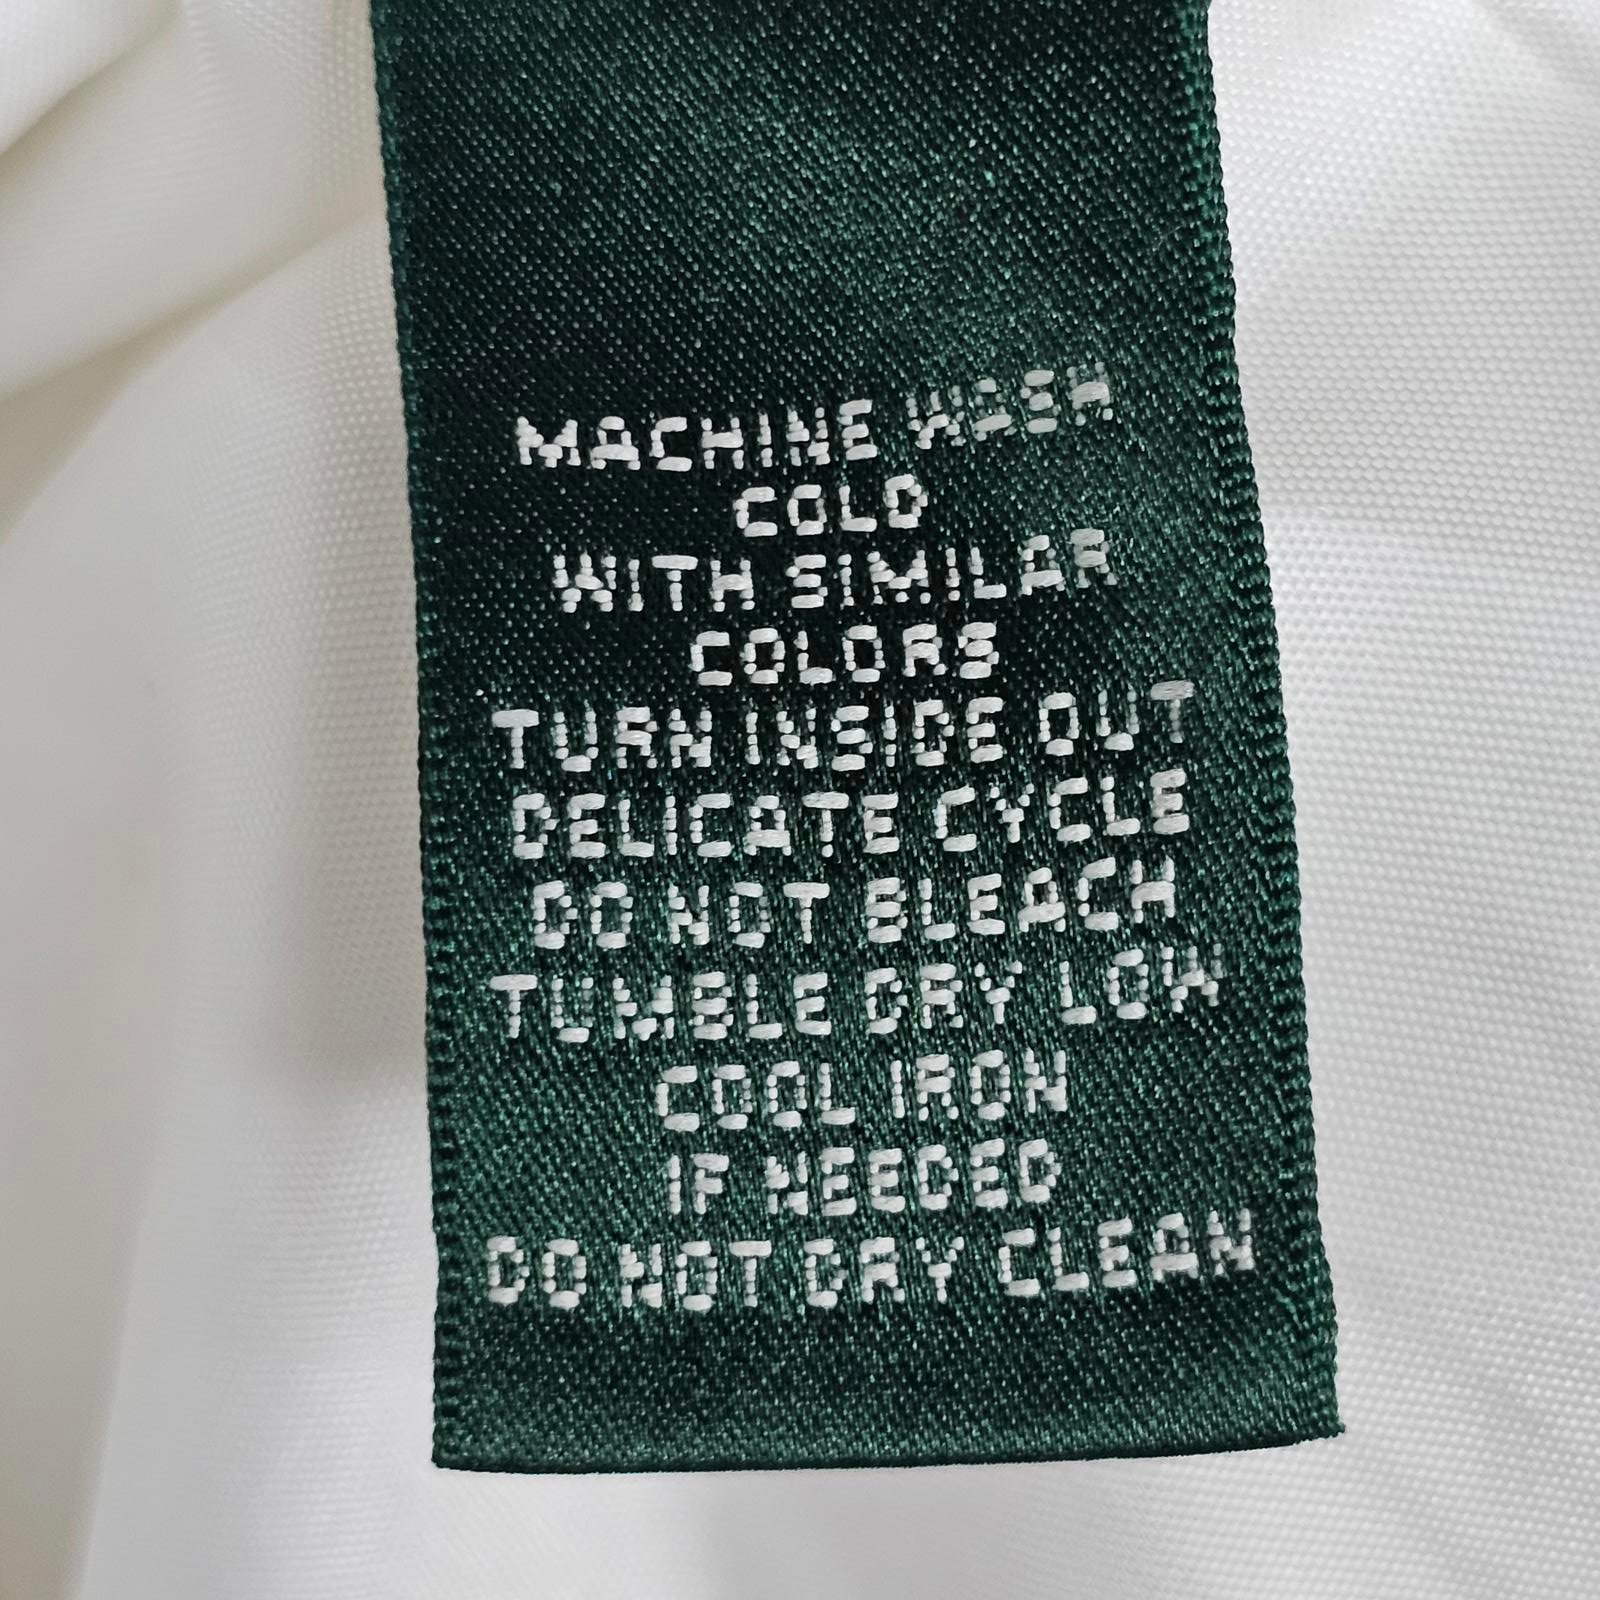 MACHINE WASH
COLD
WITH SIMILAR
COLORS
TURN INSIDE OUT
DELICATE CYCLE
DO NOT BLEACH
TUMBLE DRY LOW
COOL IRON
IF NEEDED
DO NOT DRY CLEAN